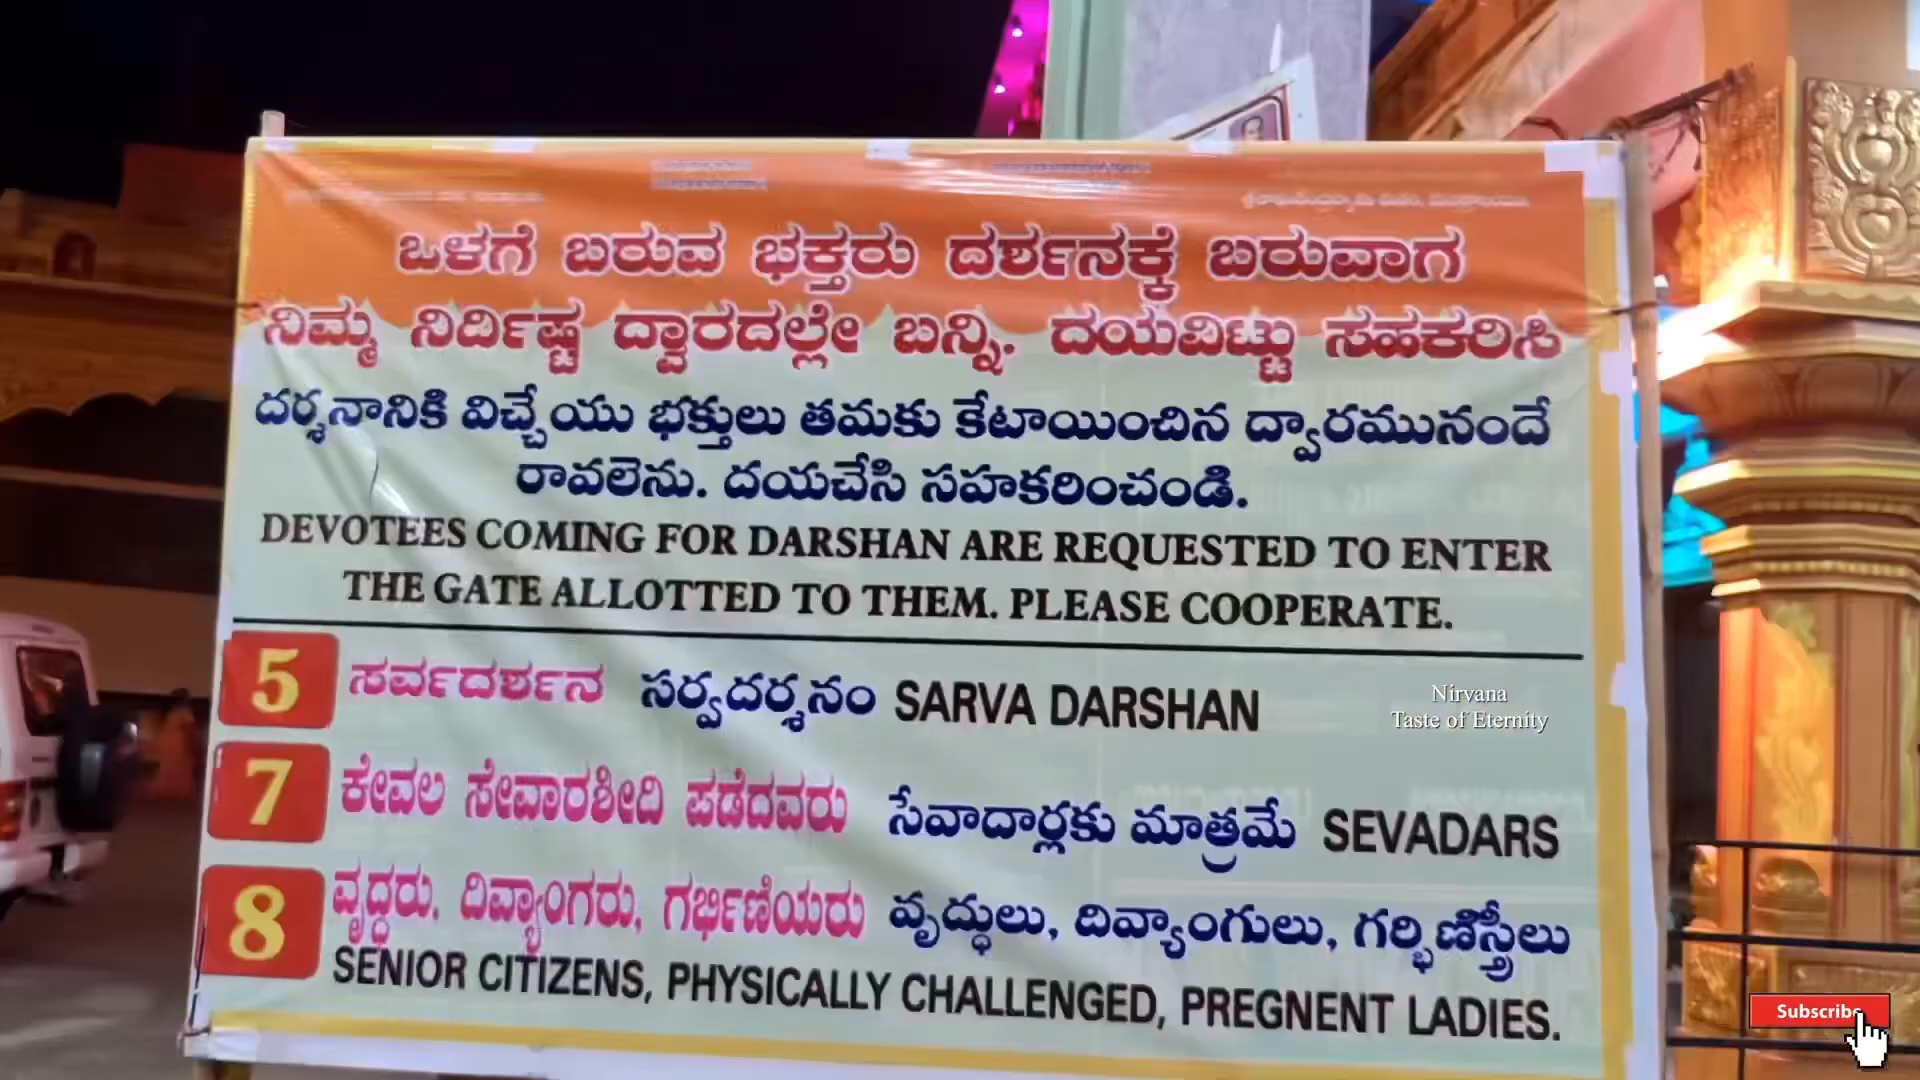 ಒಳಗೆ ಬರುವ ಭಕ್ತರು ದರ್ಶನಕ್ಕೆ ಬರುವಾಗ
ನಿಮ್ಮ ನಿರ್ದಿಷ್ಟ ದ್ವಾರದಲ್ಲೇ ಬನ್ನಿ. ದಯವಿಟ್ಟು ಸಹಕರಿಸಿ
దర్శనానికి విచ్చేయు భక్తులు తమకు కేటాయించిన ద్వారమునందే
రావలెను. దయచేసి సహకరించండి.
DEVOTEES COMING FOR DARSHAN ARE REQUESTED TO ENTER
THE GATE ALLOTTED TO THEM. PLEASE COOPERATE.
5 ಸರ್ವದರ್ಶನ సర్వదర్శనం SARVA DARSHAN
Nirvana
Taste of Eternity
7 ಕೇವಲ ಸೇವಾರಶೀದಿ ಪಡೆದವರು సేవాదార్లకు మాత్రమే SEVADARS
8 ವೃದ್ಧರು, ದಿವ್ಯಾಂಗರು, ಗರ್ಭಿಣಿಯರು వృద్ధులు, దివ్యాంగులు, గర్భిణీస్త్రీలు
SENIOR CITIZENS, PHYSICALLY CHALLENGED, PREGNENT LADIES.
Subscribe